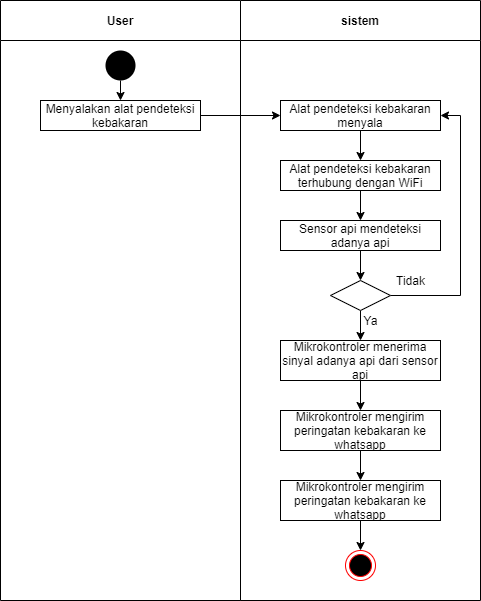 User
sistem
Menyalakan alat pendeteksi
kebakaran
Alat pendeteksi kebakaran
menyala
Alat pendeteksi kebakaran
terhubung dengan WiFi
Sensor api mendeteksi
adanya api
Tidak
Ya
Mikrokontroler menerima
sinyal adanya api dari sensor
api
Mikrokontroler mengirim
peringatan kebakaran ke
whatsapp
Mikrokontroler mengirim
peringatan kebakaran ke
whatsapp